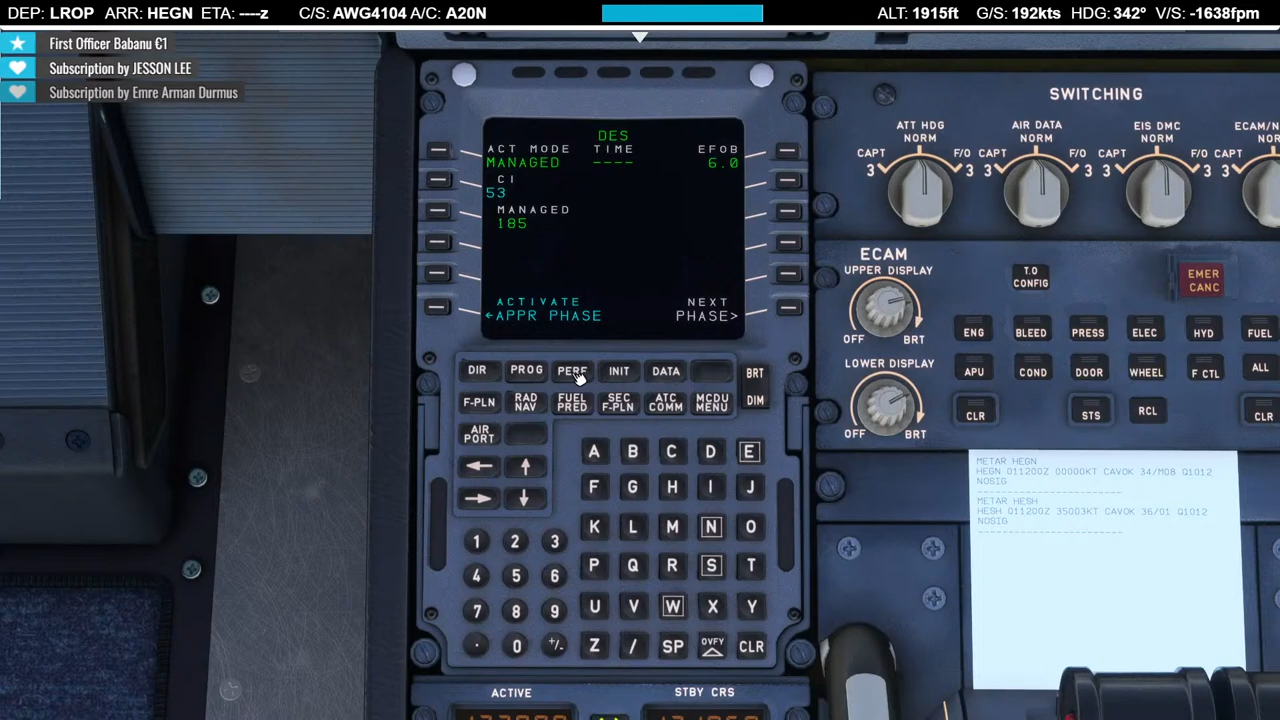 DEP: LROP ARR: HEGN ETA: ----z C/S: AWG4104 A/C: A20N ALT: 1915ft G/S: 192kts HDG: 342° V/S: -1638fpm
First Officer Babanu €1
Subscription by JESSON LEE
Subscription by Emre Arman Durmus
DES
ACT MODE TIME EFOB
MANAGED ---- 6.0
CI
53
MANAGED
185
ACTIVATE NEXT
←APPR PHASE PHASE>
DIR PROG PERF INIT DATA BRT
DIM
F-PLN RAD NAV FUEL PRED SEC F-PLN ATC COMM MCDU MENU
AIR PORT
A B C D E
F G H I J
K L M N O
P Q R S T
U V W X Y
Z / SP OVFY CLR
1 2 3
4 5 6
7 8 9
. 0 +/-
ACTIVE STBY CRS
SWITCHING
ATT HDG AIR DATA EIS DMC ECAM/N
NORM NORM NORM NOR
CAPT F/O CAPT F/O CAPT F/O CAPT
3 3 3 3 3 3 3
ECAM
UPPER DISPLAY
OFF BRT
LOWER DISPLAY
OFF BRT
T.O CONFIG
EMER CANC
ENG BLEED PRESS ELEC HYD FUEL
APU COND DOOR WHEEL F CTL ALL
CLR STS RCL CLR
METAR HEGN
HEGN 011200Z 00000KT CAVOK 34/M08 Q1012
NOSIG
METAR HESH
HESH 011200Z 35003KT CAVOK 36/01 Q1012
NOSIG